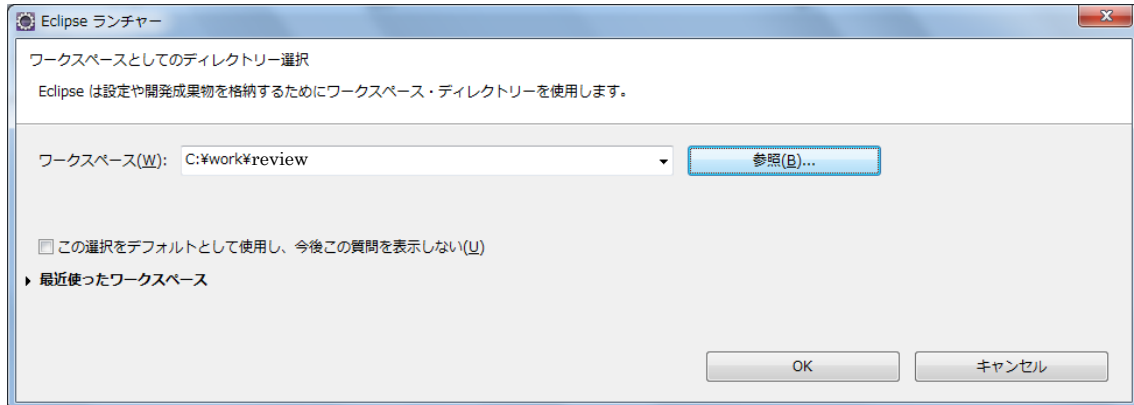 Eclipse ランチャー
ワークスペースとしてのディレクトリー選択
Eclipse は設定や開発成果物を格納するためにワークスペース・ディレクトリーを使用します。
ワークスペース(W): C:¥work¥review 参照(B)...
この選択をデフォルトとして使用し、今後この質問を表示しない(U)
最近使ったワークスペース
OK キャンセル